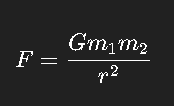 F = \frac{Gm_1m_2}{r^2}